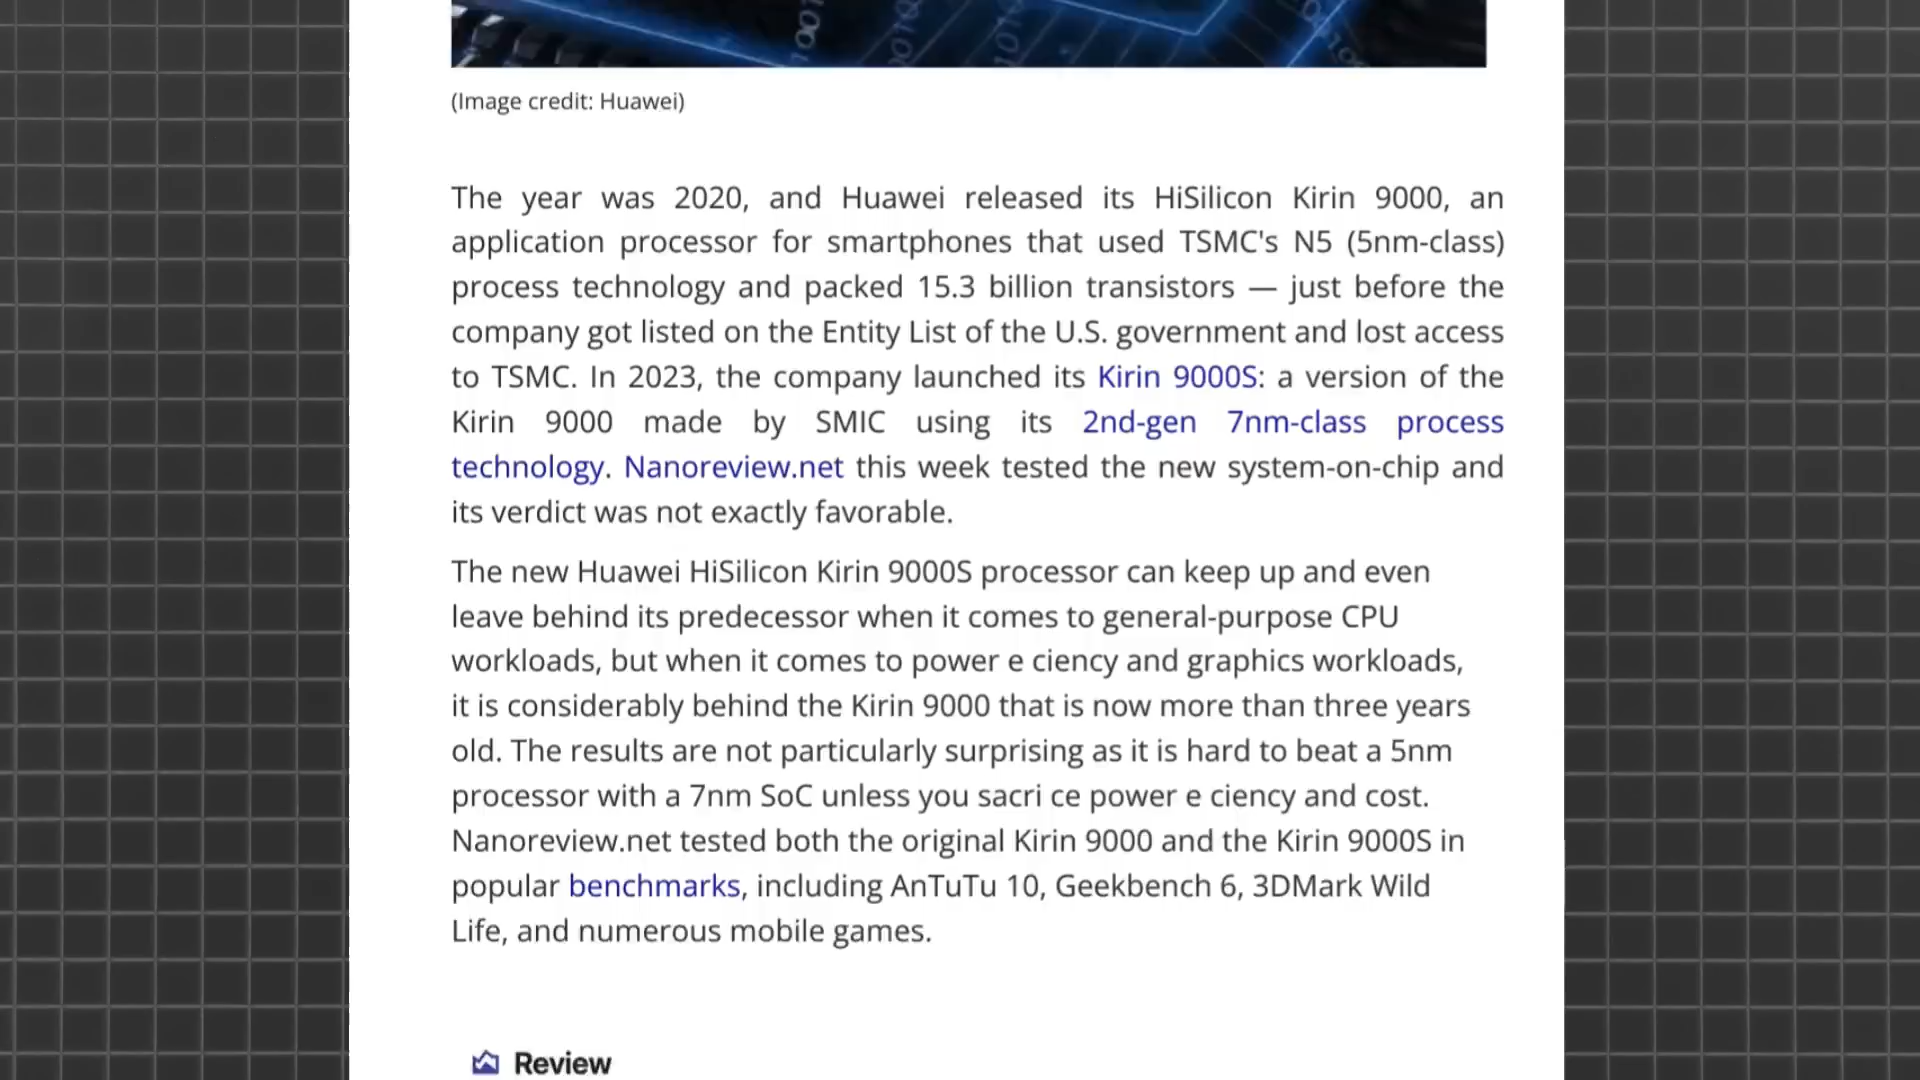 (Image credit: Huawei)
The year was 2020, and Huawei released its HiSilicon Kirin 9000, an
application processor for smartphones that used TSMC's N5 (5nm-class)
process technology and packed 15.3 billion transistors — just before the
company got listed on the Entity List of the U.S. government and lost access
to TSMC. In 2023, the company launched its Kirin 9000S: a version of the
Kirin 9000 made by SMIC using its 2nd-gen 7nm-class process
technology. Nanoreview.net this week tested the new system-on-chip and
its verdict was not exactly favorable.
The new Huawei HiSilicon Kirin 9000S processor can keep up and even
leave behind its predecessor when it comes to general-purpose CPU
workloads, but when it comes to power e ciency and graphics workloads,
it is considerably behind the Kirin 9000 that is now more than three years
old. The results are not particularly surprising as it is hard to beat a 5nm
processor with a 7nm SoC unless you sacri ce power e ciency and cost.
Nanoreview.net tested both the original Kirin 9000 and the Kirin 9000S in
popular benchmarks, including AnTuTu 10, Geekbench 6, 3DMark Wild
Life, and numerous mobile games.
Review